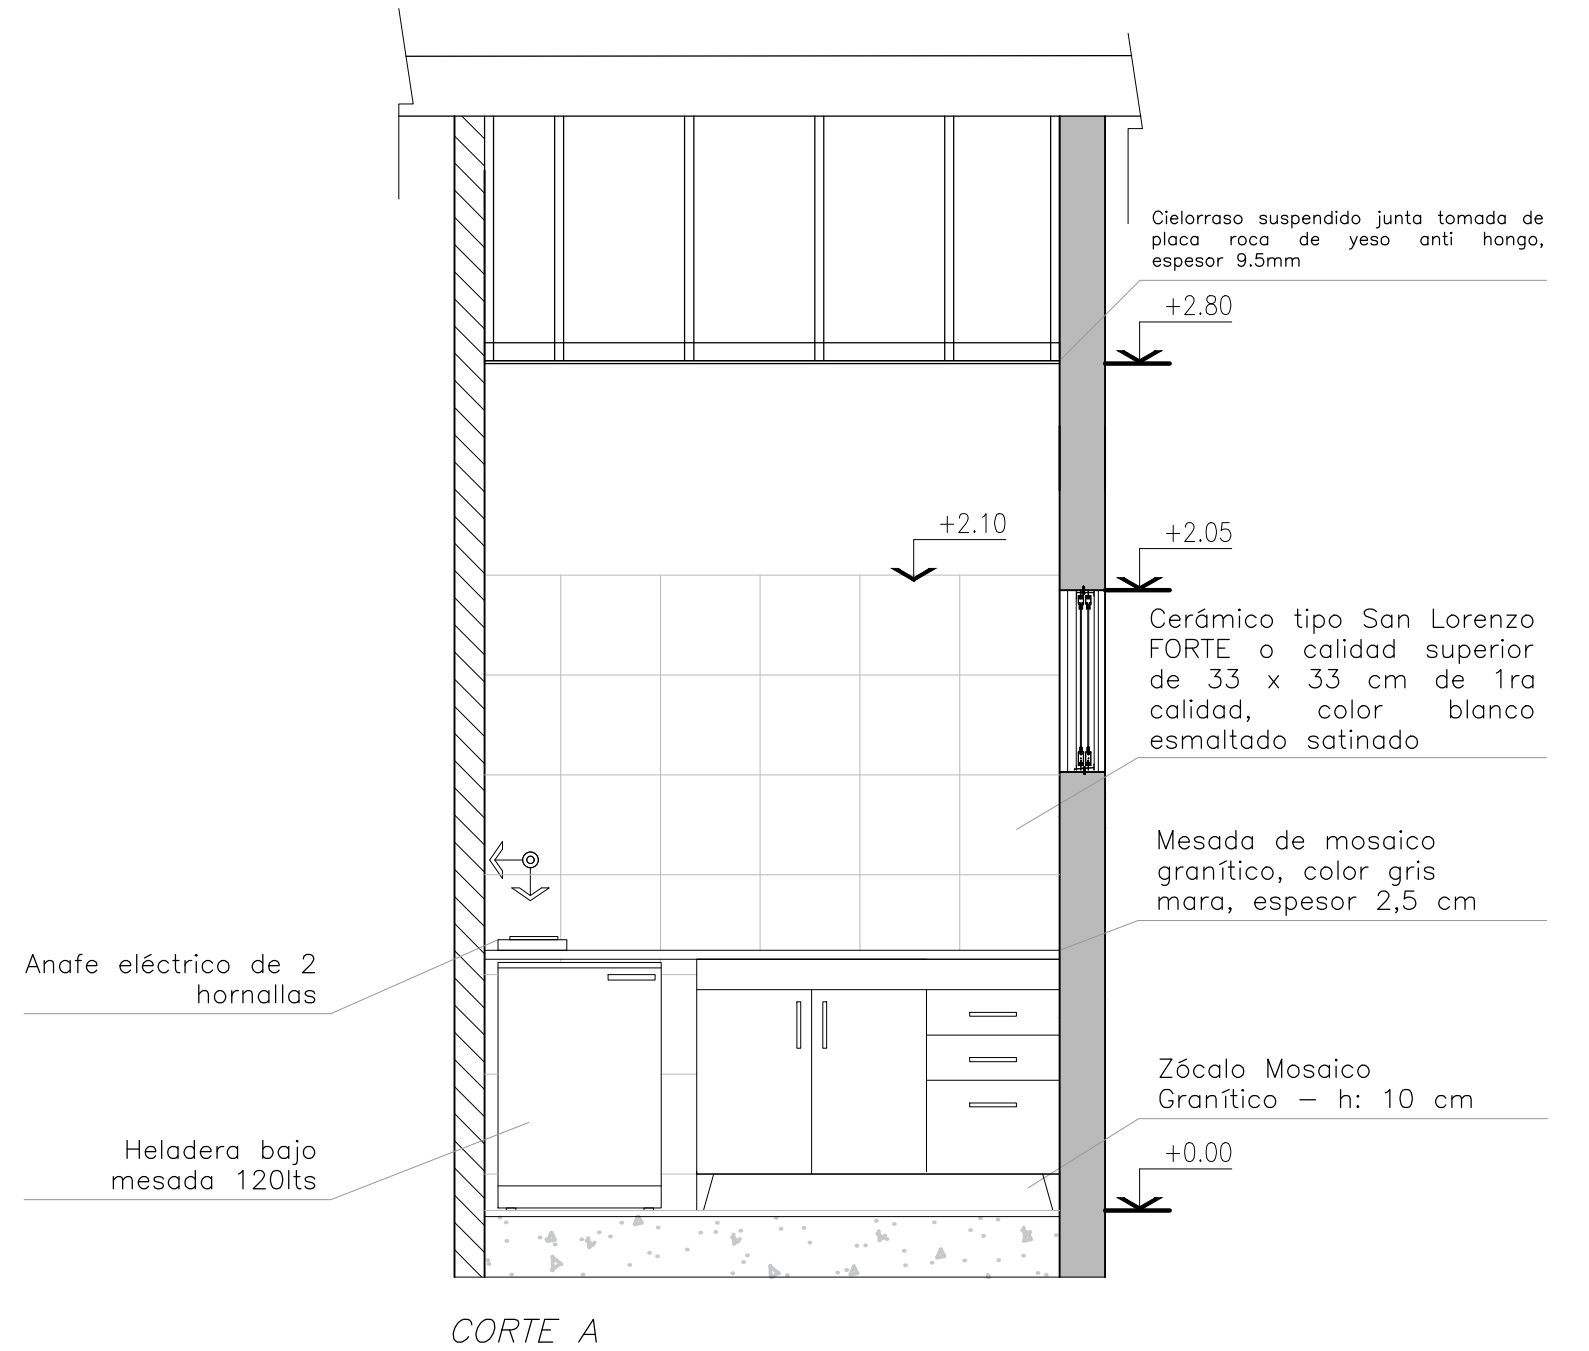 Cielorraso suspendido junta tomada de
placa roca de yeso anti hongo,
espesor 9.5mm
+2.80
+2.10
+2.05
Cerámico tipo San Lorenzo
FORTE o calidad superior
de 33 x 33 cm de 1ra
calidad, color blanco
esmaltado satinado
Mesada de mosaico
granítico, color gris
mara, espesor 2,5 cm
Anafe eléctrico de 2
hornallas
Zócalo Mosaico
Granítico – h: 10 cm
+0.00
Heladera bajo
mesada 120lts
CORTE A